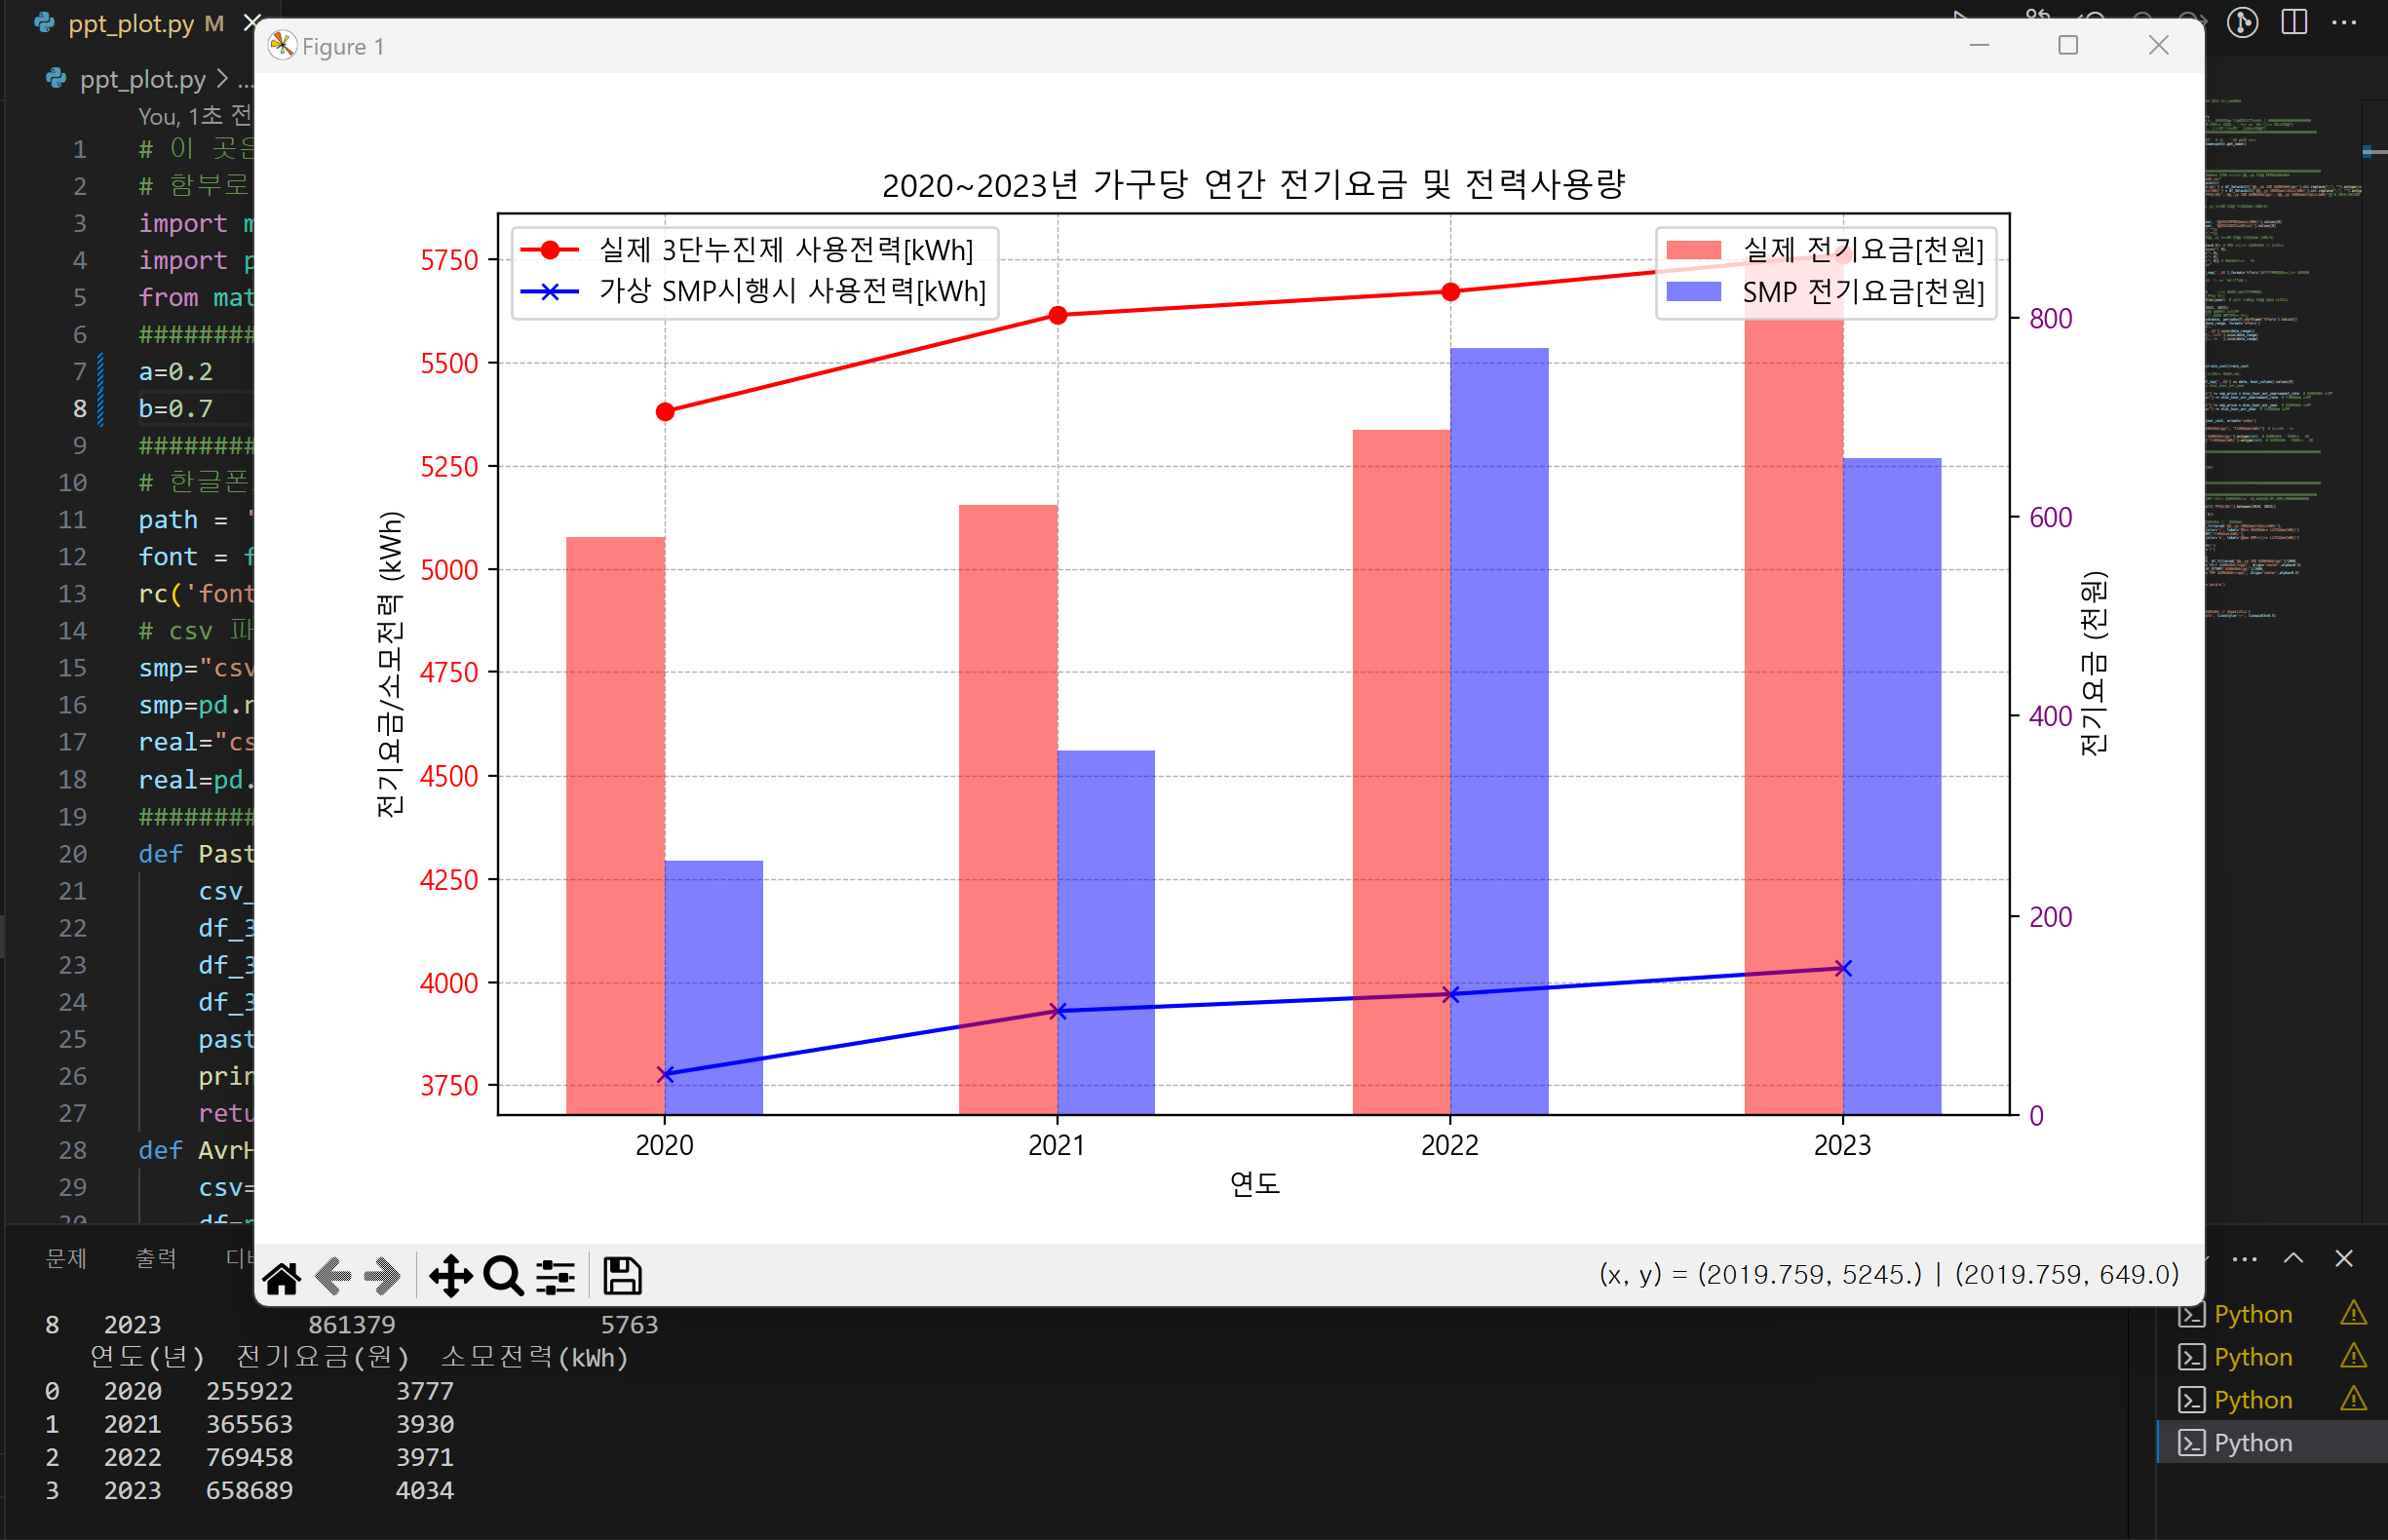 ppt_plot.py M
Figure 1
ppt_plot.py > ...
You, 1초 전
1 # 이 곳은
2 # 함부로
3 import
4 import
5 from mat
6 #########
7 a=0.2
8 b=0.7
9 #########
10 # 한글폰
11 path = '
12 font = f
13 rc('font
14 # csv 파
15 smp="csv
16 smp=pd.r
17 real="cs
18 real=pd.
19 #########
20 def Past
21 csv_
22 df_3
23 df_3
24 df_3
25 past
26 prin
27 retu
28 def AvrH
29 csv=
30
2020~2023년 가구당 연간 전기요금 및 전력사용량
실제 3단누진제 사용전력[kWh]
가상 SMP시행시 사용전력[kWh]
실제 전기요금[천원]
SMP 전기요금[천원]
전기요금/소모전력 (kWh)
5750
5500
5250
5000
4750
4500
4250
4000
3750
800
600
400
200
0
전기요금 (천원)
2020 2021 2022 2023
연도
(x, y) = (2019.759, 5245.) | (2019.759, 649.0)
문제 출력
8 2023 861379 5763
연도(년) 전기요금(원) 소모전력(kWh)
0 2020 255922 3777
1 2021 365563 3930
2 2022 769458 3971
3 2023 658689 4034
Python
Python
Python
Python